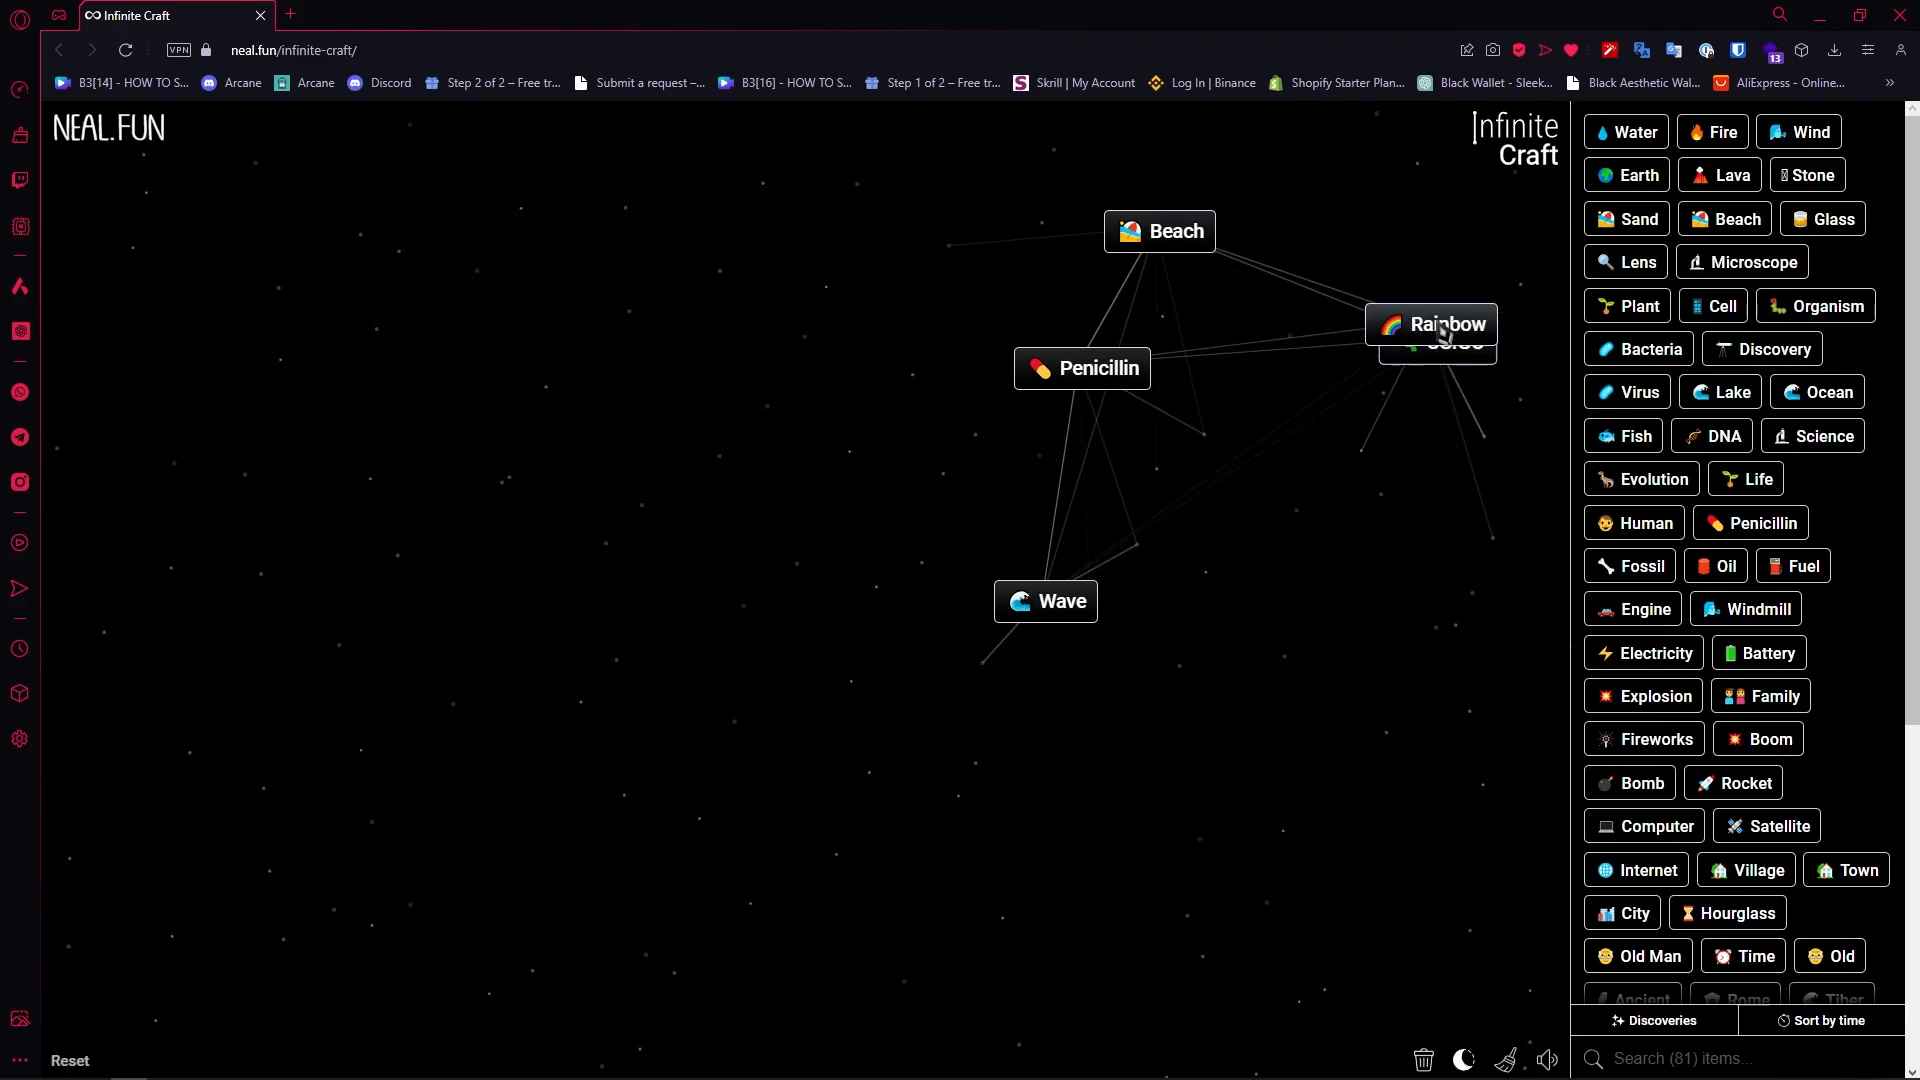 Infinite Craft
VPN
neal.fun/infinite-craft/
13
B3[14] - HOW TO S...
Arcane
Arcane
Discord
Step 2 of 2 – Free tr...
Submit a request –...
B3[16] - HOW TO S...
Step 1 of 2 – Free tr...
Skrill | My Account
Log In | Binance
Shopify Starter Plan...
Black Wallet - Sleek...
Black Aesthetic Wal...
AliExpress - Online...
NEAL.FUN
Infinite
Craft
Beach
Rainbow
Penicillin
Wave
Reset
Water Fire Wind
Earth Lava Stone
Sand Beach Glass
Lens Microscope
Plant Cell Organism
Bacteria Discovery
Virus Lake Ocean
Fish DNA Science
Evolution Life
Human Penicillin
Fossil Oil Fuel
Engine Windmill
Electricity Battery
Explosion Family
Fireworks Boom
Bomb Rocket
Computer Satellite
Internet Village Town
City Hourglass
Old Man Time Old
Ancient Rome Tiber
Discoveries Sort by time
Search (81) items...